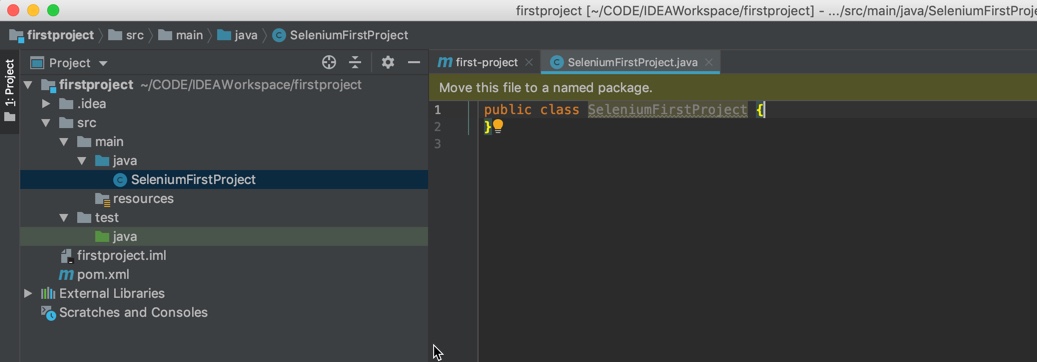 firstproject [~/CODE/IDEAWorkspace/firstproject] - .../src/main/java/SeleniumFirstProje
firstproject src main java SeleniumFirstProject
1: Project
Project
firstproject ~/CODE/IDEAWorkspace/firstproject
.idea
src
main
java
SeleniumFirstProject
resources
test
java
firstproject.iml
pom.xml
External Libraries
Scratches and Consoles
first-project SeleniumFirstProject.java
Move this file to a named package.
1 public class SeleniumFirstProject {
2 }
3